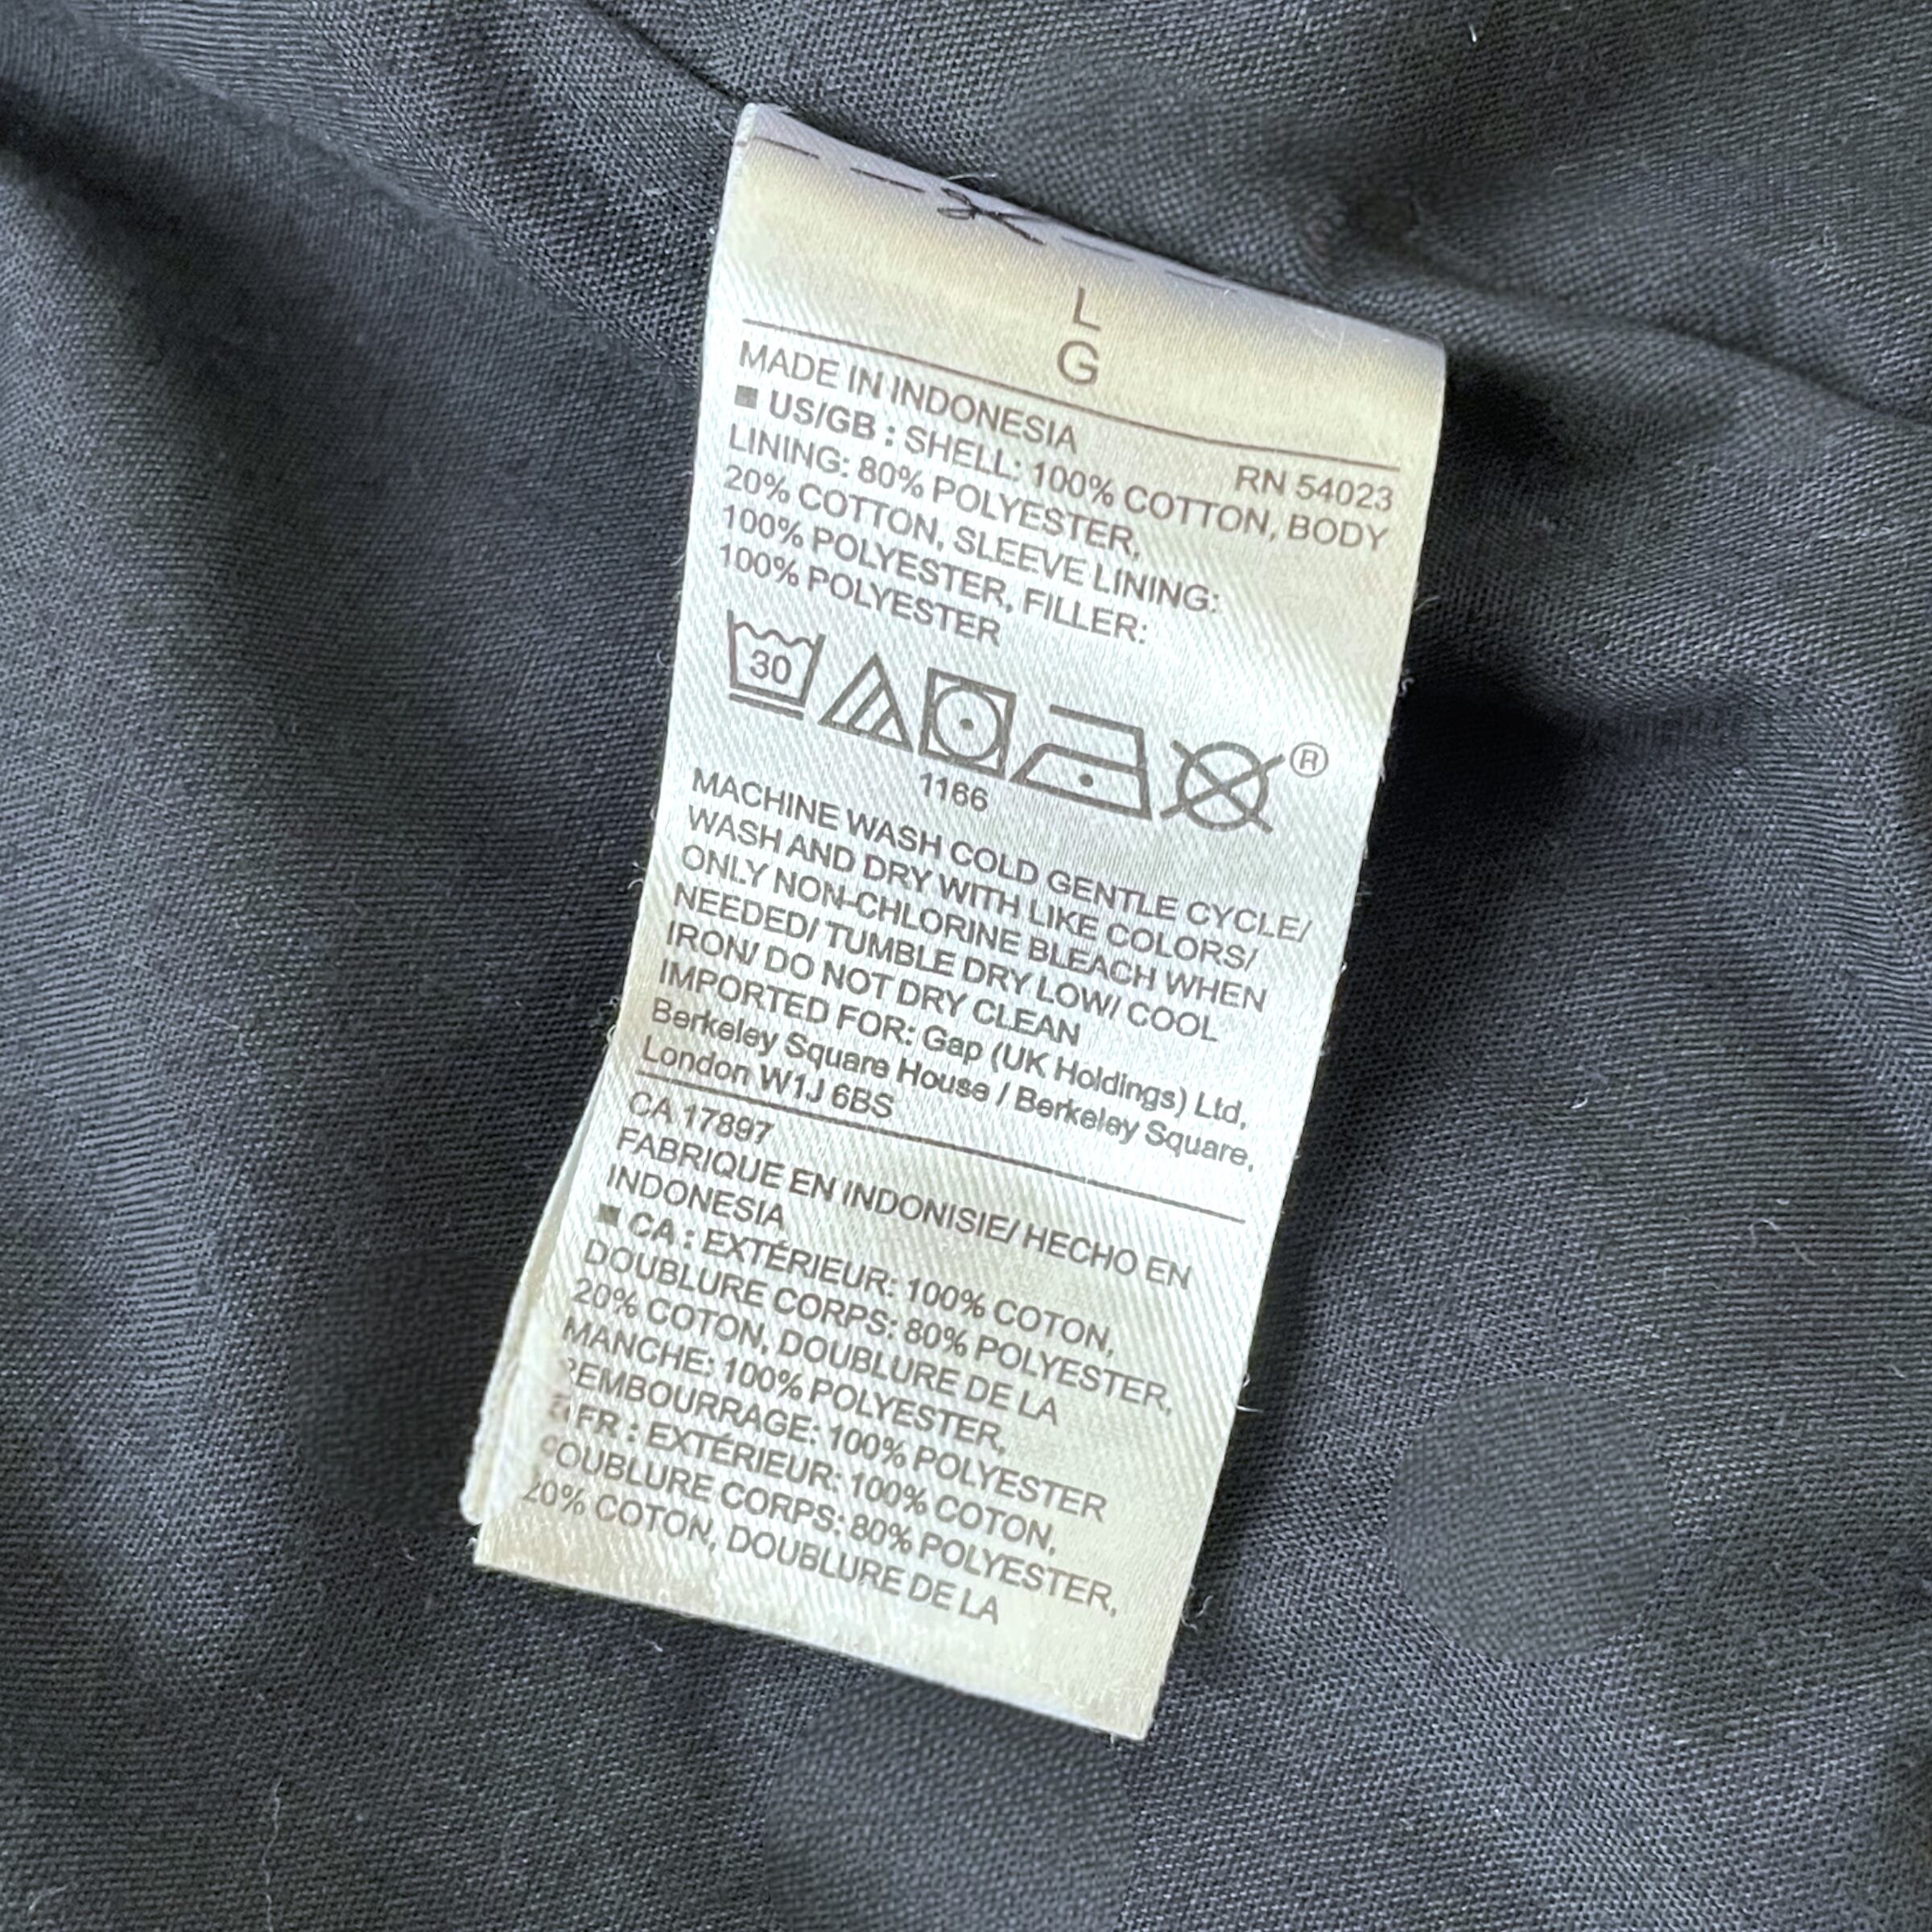 L
G
MADE IN INDONESIA
RN 54023
US/GB : SHELL: 100% COTTON, BODY
LINING: 80% POLYESTER,
20% COTTON, SLEEVE LINING:
100% POLYESTER, FILLER:
100% POLYESTER
30
®
1166
MACHINE WASH COLD GENTLE CYCLE/
WASH AND DRY WITH LIKE COLORS/
ONLY NON-CHLORINE BLEACH WHEN
NEEDED/ TUMBLE DRY LOW/ COOL
IRON/ DO NOT DRY CLEAN
IMPORTED FOR: Gap (UK Holdings) Ltd,
Berkeley Square House / Berkeley Square,
London W1J 6BS
CA 17897
FABRIQUE EN INDONISIE/ HECHO EN
INDONESIA
CA : EXTÉRIEUR: 100% COTON,
DOUBLURE CORPS: 80% POLYESTER,
20% COTON, DOUBLURE DE LA
MANCHE: 100% POLYESTER,
REMBOURRAGE: 100% POLYESTER
FR : EXTÉRIEUR: 100% COTON,
DOUBLURE CORPS: 80% POLYESTER,
20% COTON, DOUBLURE DE LA